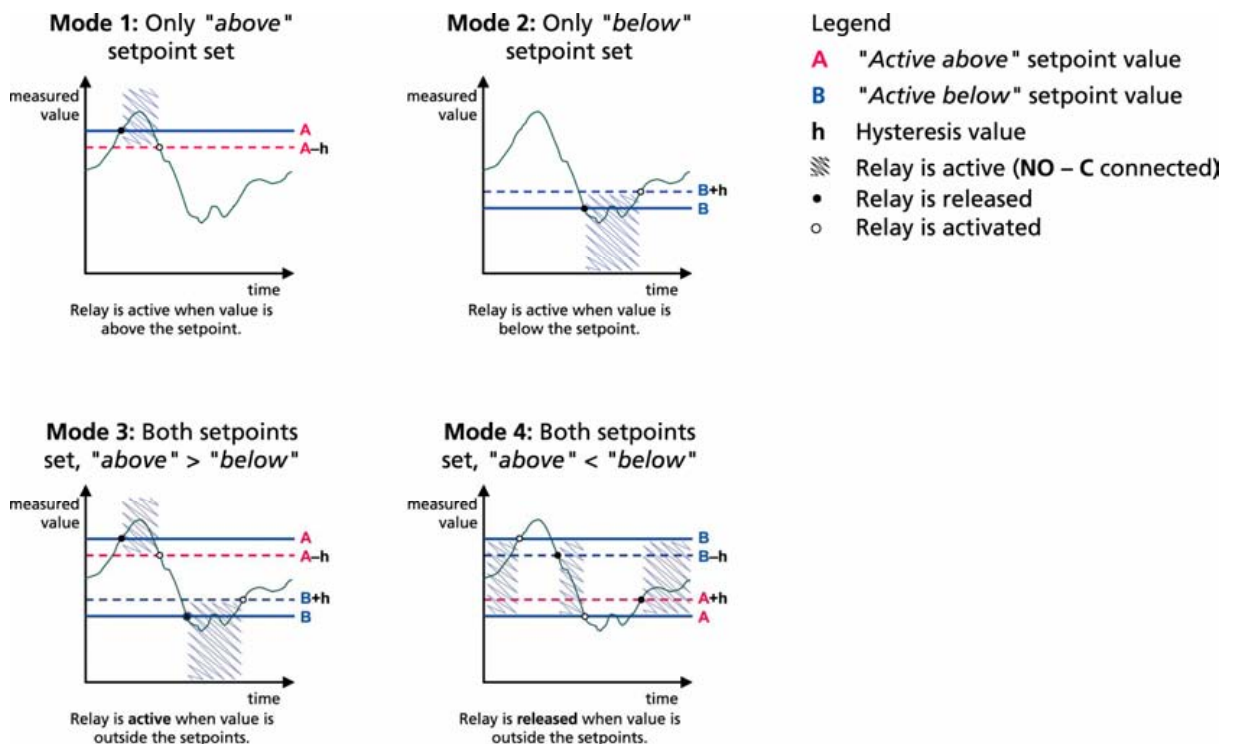 Mode 1: Only "above"
setpoint set
measured
value
A
A–h
time
Relay is active when value is
above the setpoint.
Mode 2: Only "below"
setpoint set
measured
value
B+h
B
time
Relay is active when value is
below the setpoint.
Legend
A "Active above" setpoint value
B "Active below" setpoint value
h Hysteresis value
Relay is active (NO – C connected)
Relay is released
Relay is activated
Mode 3: Both setpoints
set, "above" > "below"
measured
value
A
A–h
B+h
B
time
Relay is active when value is
outside the setpoints.
Mode 4: Both setpoints
set, "above" < "below"
measured
value
B
B–h
A+h
A
time
Relay is released when value is
outside the setpoints.